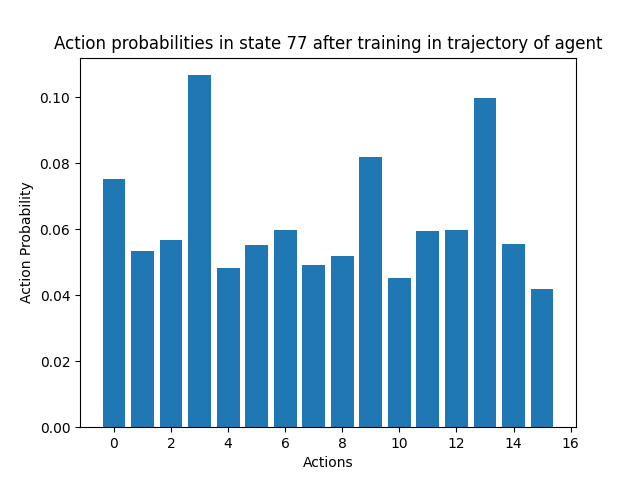 Action probabilities in state 77 after training in trajectory of agent
0.10
0.08
0.06
0.04
0.02
0.00
Action Probability
0 2 4 6 8 10 12 14 16
Actions